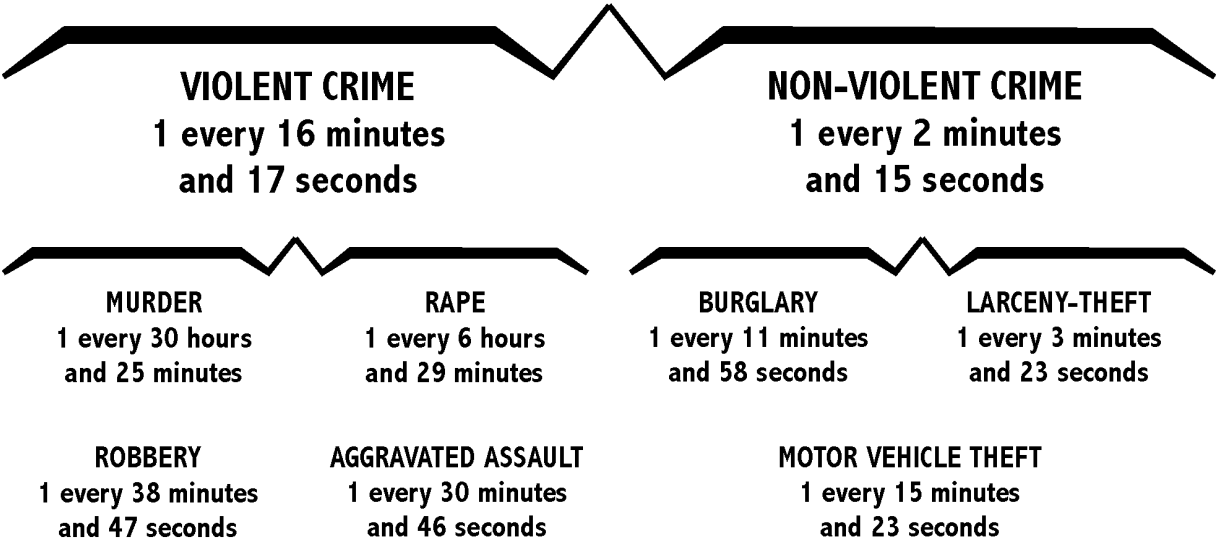 VIOLENT CRIME
1 every 16 minutes
and 17 seconds
NON-VIOLENT CRIME
1 every 2 minutes
and 15 seconds
MURDER
1 every 30 hours
and 25 minutes
RAPE
1 every 6 hours
and 29 minutes
BURGLARY
1 every 11 minutes
and 58 seconds
LARCENY-THEFT
1 every 3 minutes
and 23 seconds
ROBBERY
1 every 38 minutes
and 47 seconds
AGGRAVATED ASSAULT
1 every 30 minutes
and 46 seconds
MOTOR VEHICLE THEFT
1 every 15 minutes
and 23 seconds